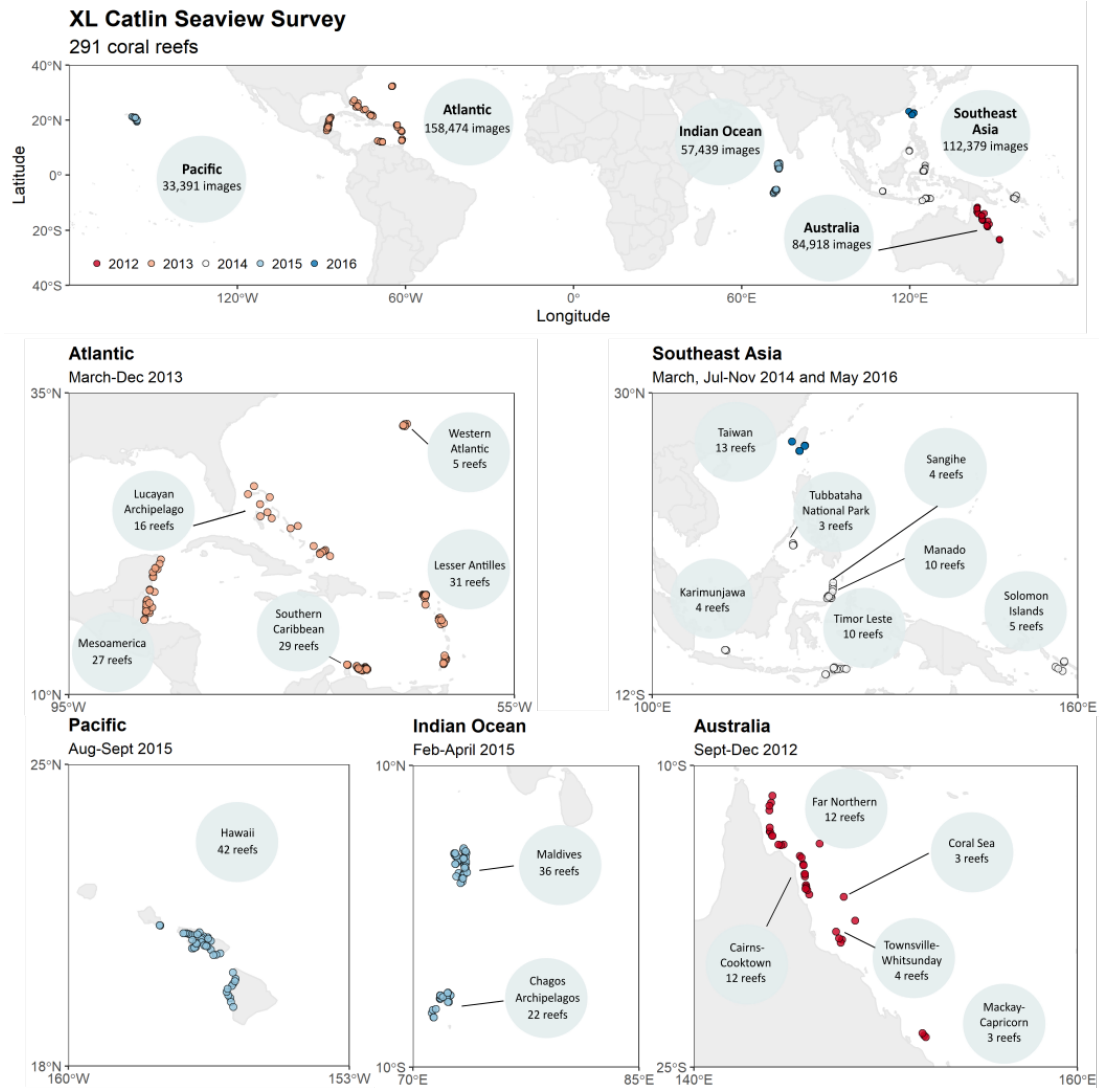 XL Catlin Seaview Survey
291 coral reefs
40°N
20°N
0°
20°S
40°S
Latitude
Pacific
33,391 images
Atlantic
158,474 images
Indian Ocean
57,439 images
Southeast
Asia
112,379 images
Australia
84,918 images
2012
2013
2014
2015
2016
120°W
60°W
0°
60°E
120°E
Longitude
Atlantic
March-Dec 2013
35°N
Western
Atlantic
5 reefs
Lucayan
Archipelago
16 reefs
Lesser Antilles
31 reefs
Southern
Caribbean
29 reefs
Mesoamerica
27 reefs
10°N
95°W
55°W
Southeast Asia
March, Jul-Nov 2014 and May 2016
30°N
Taiwan
13 reefs
Sangihe
4 reefs
Tubbataha
National Park
3 reefs
Manado
10 reefs
Karimunjawa
4 reefs
Timor Leste
10 reefs
Solomon
Islands
5 reefs
12°S
100°E
160°E
Pacific
Aug-Sept 2015
25°N
Hawaii
42 reefs
18°N
160°W
153°W
Indian Ocean
Feb-April 2015
10°N
Maldives
36 reefs
Chagos
Archipelagos
22 reefs
10°S
70°E
85°E
Australia
Sept-Dec 2012
10°S
Far Northern
12 reefs
Coral Sea
3 reefs
Cairns-
Cooktown
12 reefs
Townsville-
Whitsunday
4 reefs
Mackay-
Capricorn
3 reefs
25°S
140°E
160°E